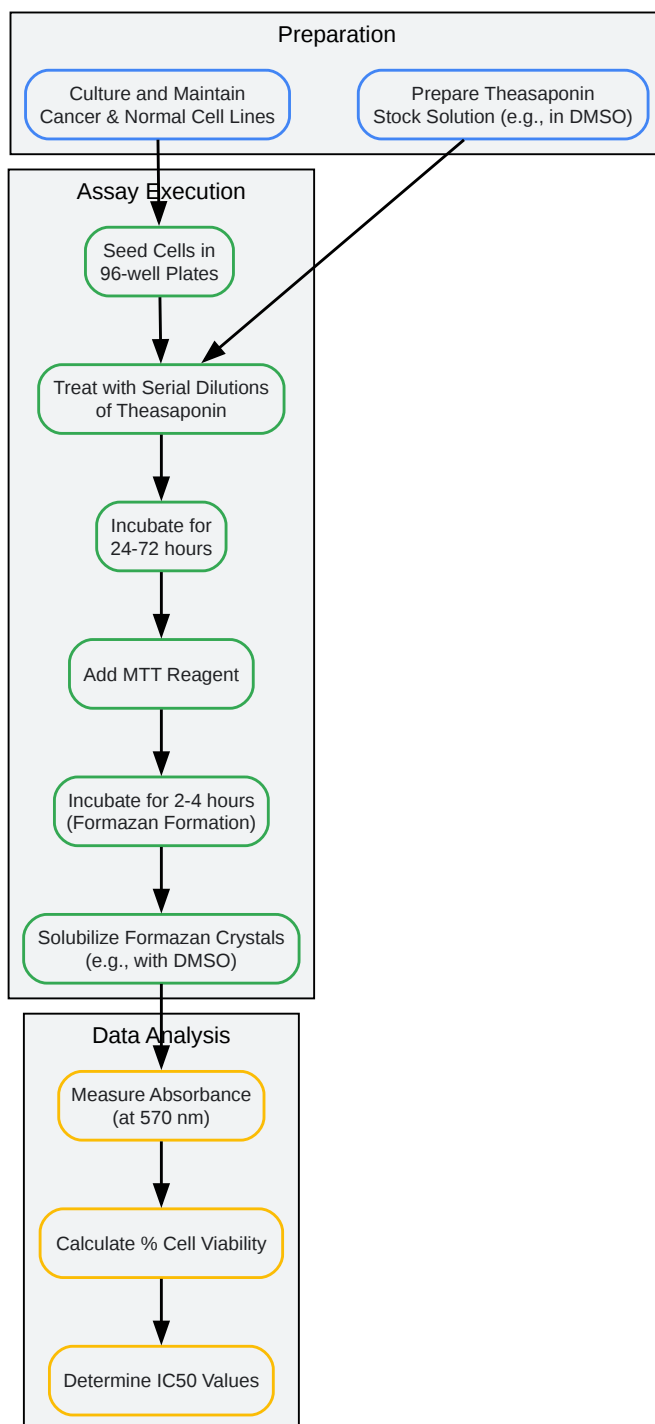 Preparation
Culture and Maintain
Cancer & Normal Cell Lines
Prepare Theasaponin
Stock Solution (e.g., in DMSO)
Assay Execution
Seed Cells in
96-well Plates
Treat with Serial Dilutions
of Theasaponin
Incubate for
24-72 hours
Add MTT Reagent
Incubate for 2-4 hours
(Formazan Formation)
Solubilize Formazan Crystals
(e.g., with DMSO)
Data Analysis
Measure Absorbance
(at 570 nm)
Calculate % Cell Viability
Determine IC50 Values